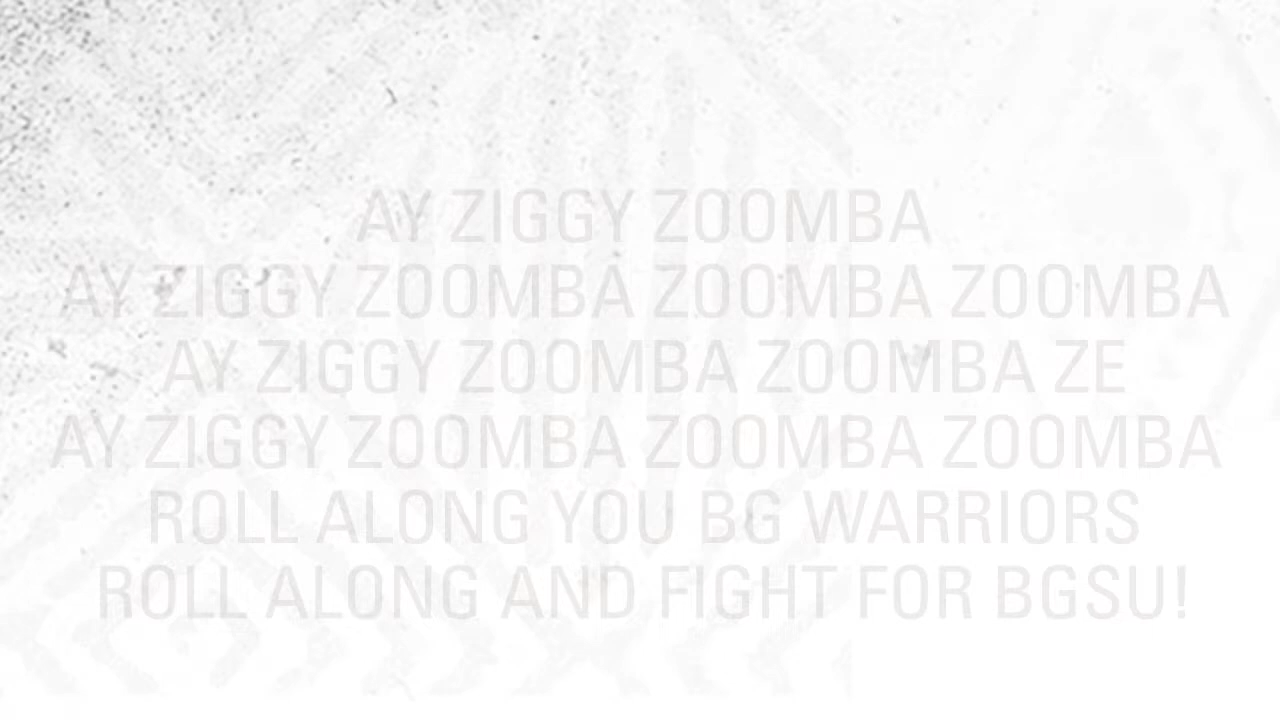 AY ZIGGY ZOOMBA
AY ZIGGY ZOOMBA ZOOMBA ZOOMBA
AY ZIGGY ZOOMBA ZOOMBA ZE
AY ZIGGY ZOOMBA ZOOMBA ZOOMBA
ROLL ALONG YOU BG WARRIORS
ROLL ALONG AND FIGHT FOR BGSU!